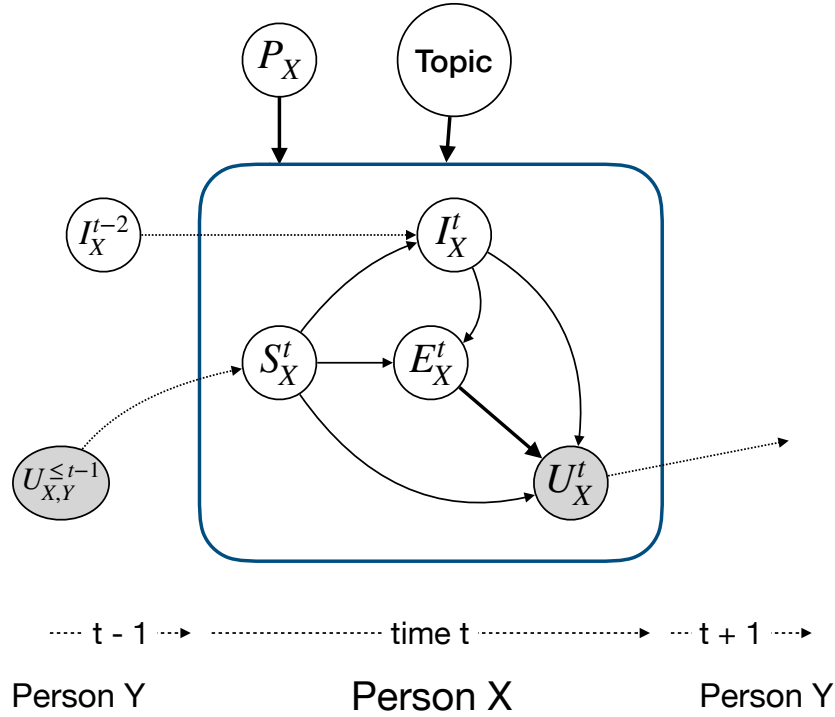 P_X
Topic
I_X^{t-2}
I_X^t
S_X^t
E_X^t
U_{X,Y}^{≤t-1}
U_X^t
t - 1
time t
t + 1
Person Y
Person X
Person Y